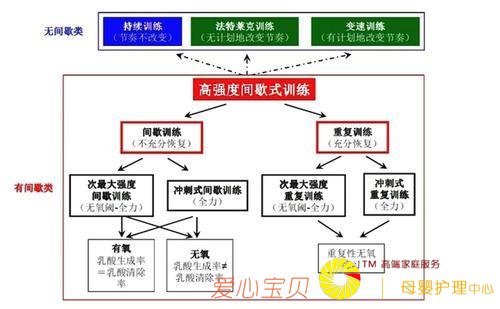 无间歇类
持续训练
（节奏不改变）
法特莱克训练
（无计划地改变节奏）
变速训练
（有计划地改变节奏）
高强度间歇式训练
间歇训练
（不充分恢复）
重复训练
（充分恢复）
有间歇类
次最大强度
间歇训练
（无氧阈-全力）
冲刺式间歇训练
（全力）
次最大强度
重复训练
（无氧阈-全力）
冲刺式
重复训练
（全力）
有氧
乳酸生成率
＝乳酸清除
率
无氧
乳酸生成率≠
乳酸清除率
重复性无氧
TM 高端家庭服务
爱心宝贝
母婴护理中心